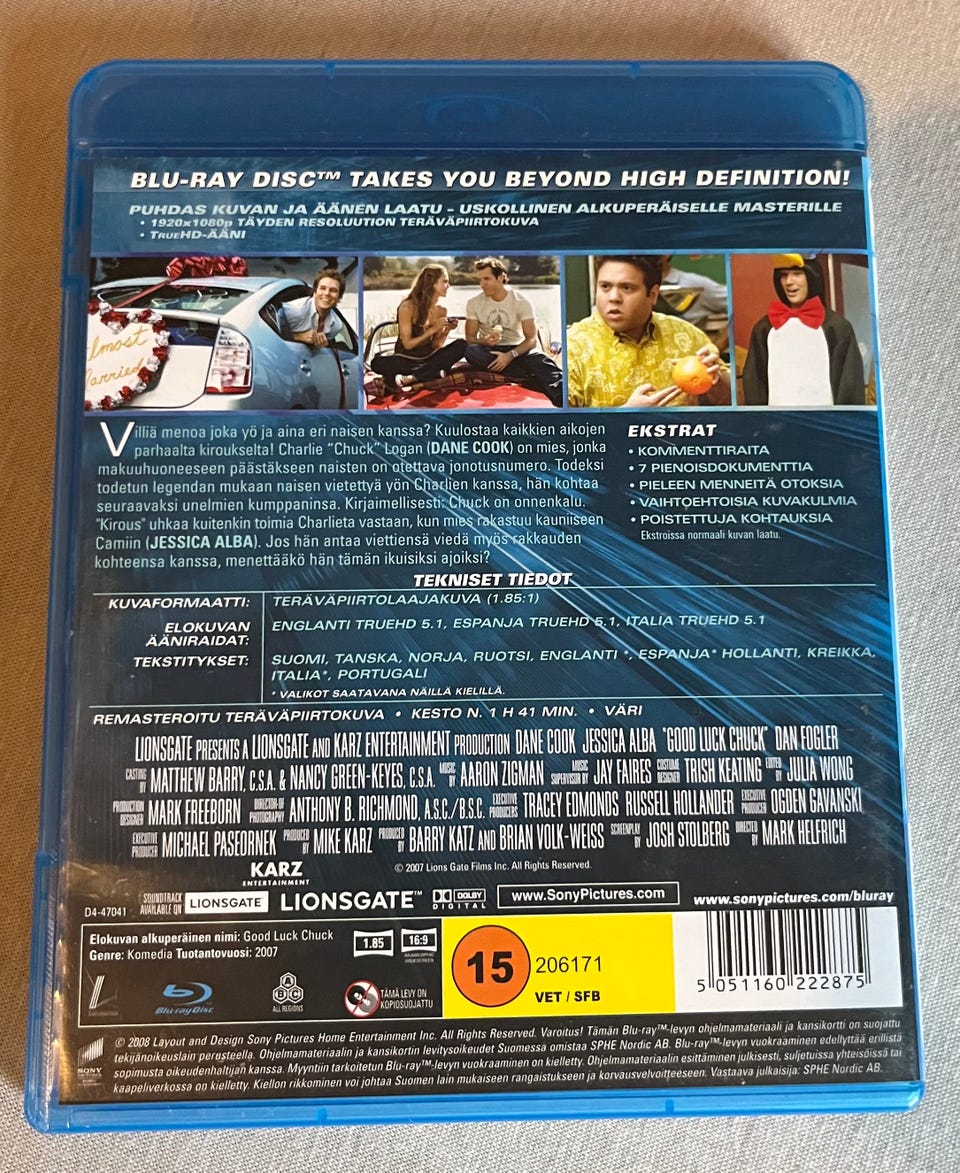 BLU-RAY DISC™ TAKES YOU BEYOND HIGH DEFINITION!
PUHDAS KUVAN JA ÄÄNEN LAATU - USKOLLINEN ALKUPERÄISELLE MASTERILLE
• 1920x1080p TÄYDEN RESOLUUTION TERÄVÄPIIRTOKUVA
• TRUEHD-ÄÄNI
almost
Married
Villiä menoa joka yö ja aina eri naisen kanssa? Kuulostaa kaikkien aikojen
parhaalta kiroukselta! Charlie "Chuck" Logan (DANE COOK) on mies, jonka
makuuhuoneeseen päästäkseen naisten on otettava jonotusnumero. Todeksi
todetun legendan mukaan naisen vietettyä yön Charlien kanssa, hän kohtaa
seuraavaksi unelmien kumppaninsa. Kirjaimellisesti: Chuck on onnenkalu.
"Kirous" uhkaa kuitenkin toimia Charlieta vastaan, kun mies rakastuu kauniiseen
Camiin (JESSICA ALBA). Jos hän antaa viettiensä viedä myös rakkauden
kohteensa kanssa, menettääkö hän tämän ikuisiksi ajoiksi?
EKSTRAT
• KOMMENTTIRAITA
• 7 PIENOISDOKUMENTTIA
• PIELEEN MENNEITÄ OTOKSIA
• VAIHTOEHTOISIA KUVAKULMIA
• POISTETTUJA KOHTAUKSIA
Ekstroissa normaali kuvan laatu.
TEKNISET TIEDOT
KUVAFORMAATTI: TERÄVÄPIIRTOLAAJAKUVA (1.85:1)
ELOKUVAN ÄÄNIRAIDAT: ENGLANTI TRUEHD 5.1, ESPANJA TRUEHD 5.1, ITALIA TRUEHD 5.1
TEKSTITYKSET: SUOMI, TANSKA, NORJA, RUOTSI, ENGLANTI *, ESPANJA* HOLLANTI, KREIKKA,
ITALIA*, PORTUGALI
* VALIKOT SAATAVANA NÄILLÄ KIELILLÄ.
REMASTEROITU TERÄVÄPIIRTOKUVA • KESTO N. 1 H 41 MIN. • VÄRI
LIONSGATE PRESENTS A LIONSGATE AND KARZ ENTERTAINMENT PRODUCTION DANE COOK JESSICA ALBA "GOOD LUCK CHUCK" DAN FOGLER
CASTING BY MATTHEW BARRY, C.S.A. & NANCY GREEN-KEYES, C.S.A. MUSIC BY AARON ZIGMAN MUSIC SUPERVISION BY JAY FAIRES COSTUME DESIGNER TRISH KEATING EDITED BY JULIA WONG
PRODUCTION DESIGNER MARK FREEBORN DIRECTOR OF PHOTOGRAPHY ANTHONY B. RICHMOND, A.S.C./B.S.C. EXECUTIVE PRODUCERS TRACEY EDMONDS RUSSELL HOLLANDER EXECUTIVE PRODUCER OGDEN GAVANSKI
EXECUTIVE PRODUCER MICHAEL PASEORNEK PRODUCED BY MIKE KARZ PRODUCED BY BARRY KATZ AND BRIAN VOLK-WEISS SCREENPLAY BY JOSH STOLBERG DIRECTED BY MARK HELFRICH
KARZ
ENTERTAINMENT
© 2007 Lions Gate Films Inc. All Rights Reserved.
D4-47041
SOUNDTRACK AVAILABLE ON LIONSGATE
LIONSGATE™
DOLBY DIGITAL
www.SonyPictures.com
www.sonypictures.com/bluray
Elokuvan alkuperäinen nimi: Good Luck Chuck
Genre: Komedia Tuotantovuosi: 2007
1.85
16:9
ANAMORPHIC
WIDESCREEN
L
Blu-ray Disc
ABC
ALL REGIONS
TÄMÄ LEVY ON
KOPIOSUOJATTU
15
206171
VET / SFB
5 051160 222875
SONY
© 2008 Layout and Design Sony Pictures Home Entertainment Inc. All Rights Reserved. Varoitus! Tämän Blu-ray™-levyn ohjelmamateriaali ja kansikortti on suojattu
tekijänoikeuslain perusteella. Ohjelmamateriaalin ja kansikortin levitysoikeudet Suomessa omistaa SPHE Nordic AB. Blu-ray™-levyn vuokraaminen edellyttää erillistä
sopimusta oikeudenhaltijan kanssa. Myyntiin tarkoitetun Blu-ray™-levyn vuokraaminen on kielletty. Ohjelmamateriaalin esittäminen julkisesti, suljetuissa yhteisöissä tai
kaapeliverkossa on kielletty. Kiellon rikkominen voi johtaa Suomen lain mukaiseen rangaistukseen ja korvausvelvoitteeseen. Vastaava julkaisija: SPHE Nordic AB.